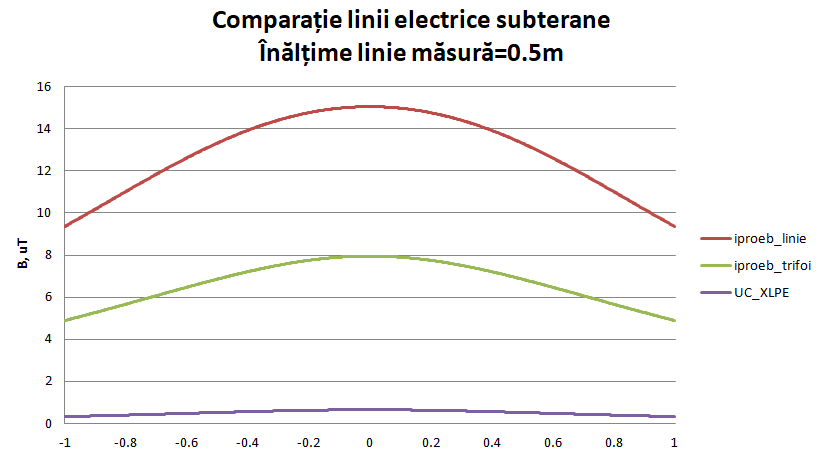 Comparație linii electrice subterane
Înălțime linie măsură=0.5m
16
14
12
10
8
6
4
2
0
B, uT
-1 -0.8 -0.6 -0.4 -0.2 0 0.2 0.4 0.6 0.8 1
iproeb_linie
iproeb_trifoi
UC_XLPE